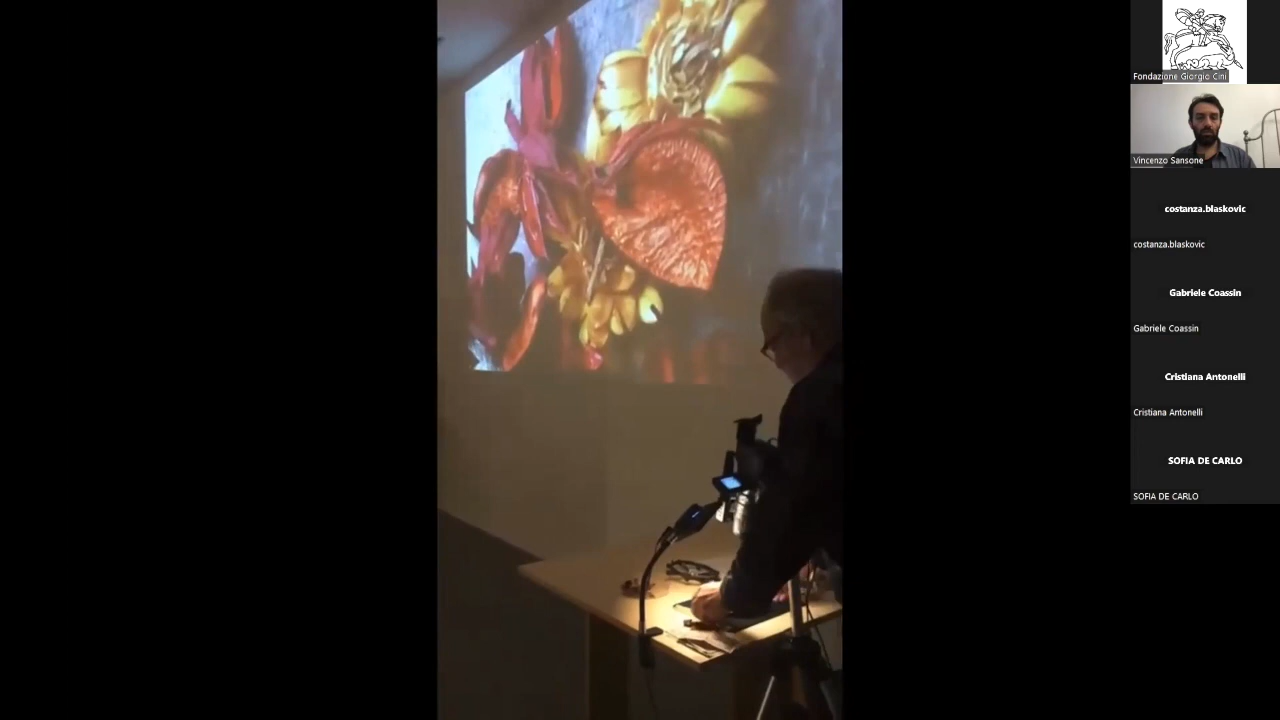 Fondazione Giorgio Cini
Vincenzo Sansone
costanza.blaskovic
costanza.blaskovic
Gabriele Coassin
Gabriele Coassin
Cristiana Antonelli
Cristiana Antonelli
SOFIA DE CARLO
SOFIA DE CARLO